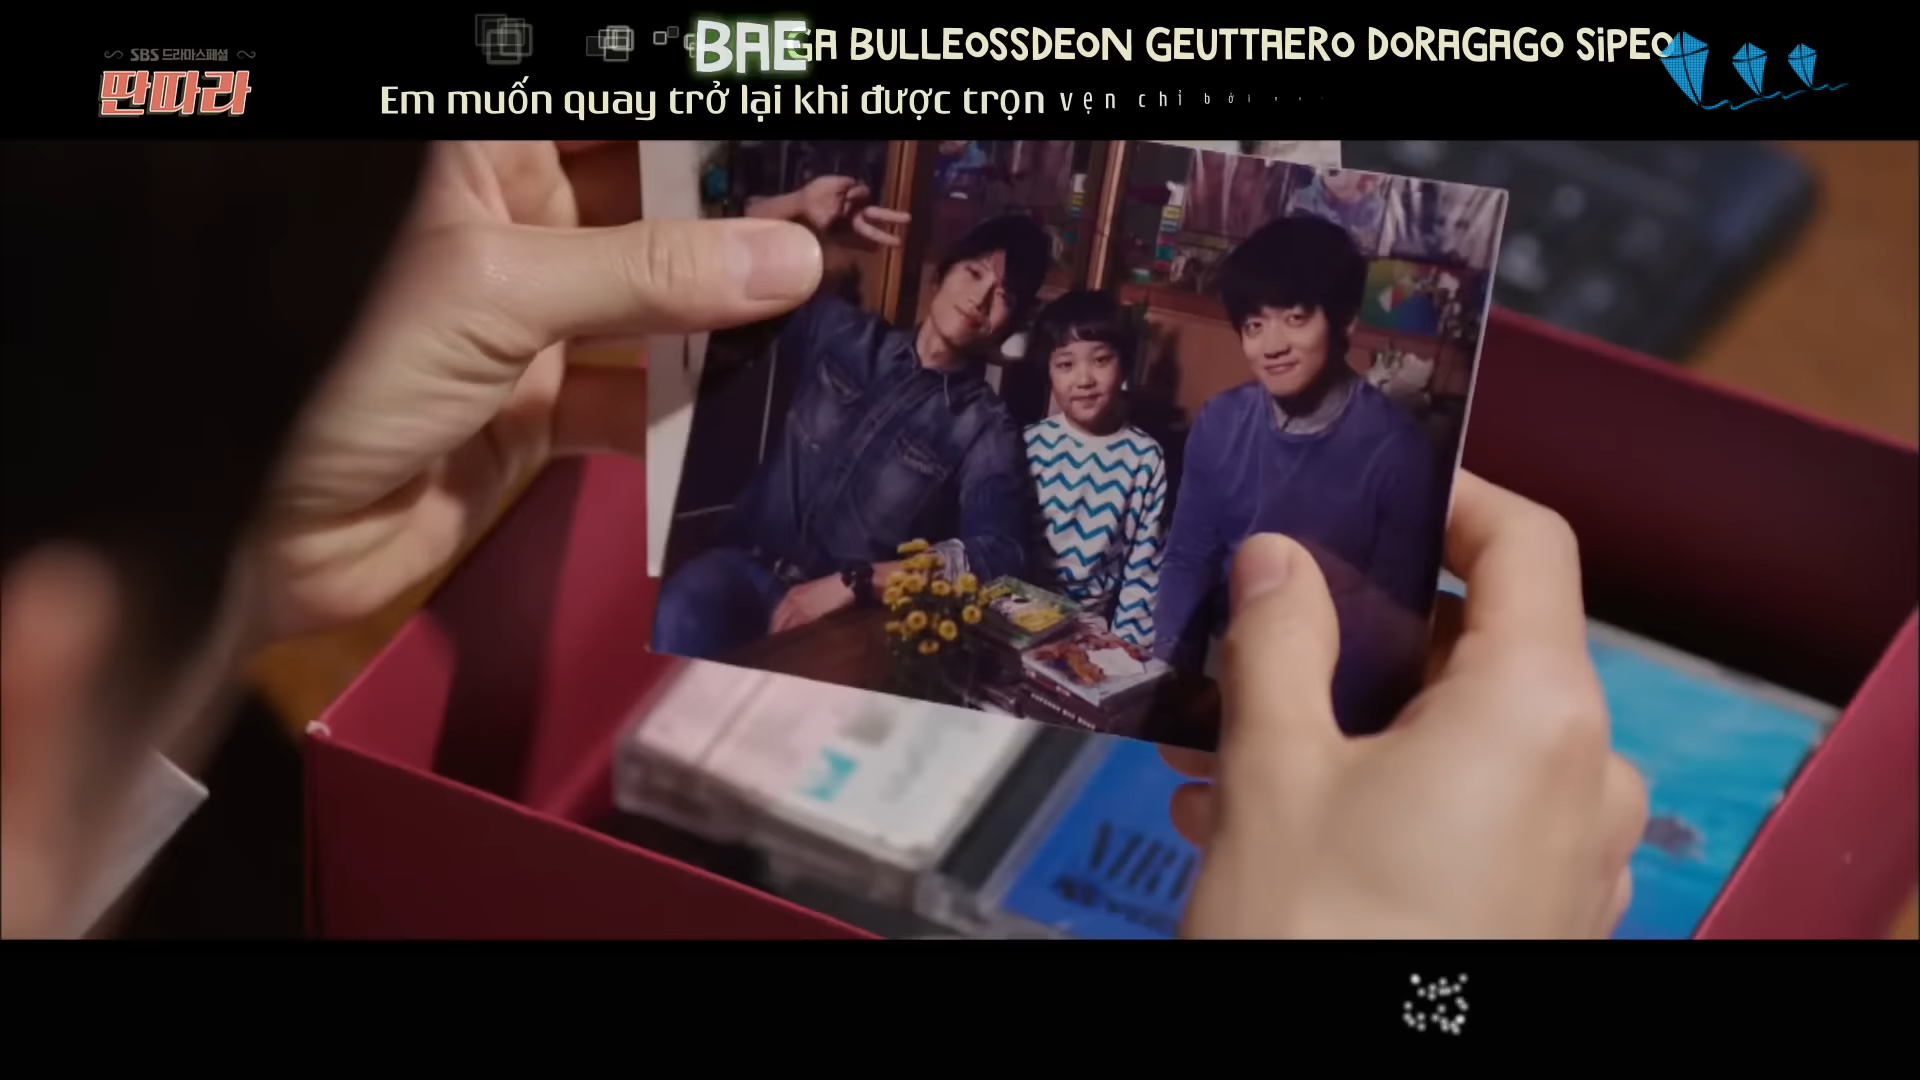 SBS 드라마스페셜
딴따라
BAEGA BULLEOSSDEON GEUTTAERO DORAGAGO SIPEO
Em muốn quay trở lại khi được trọn vẹn chỉ bởi